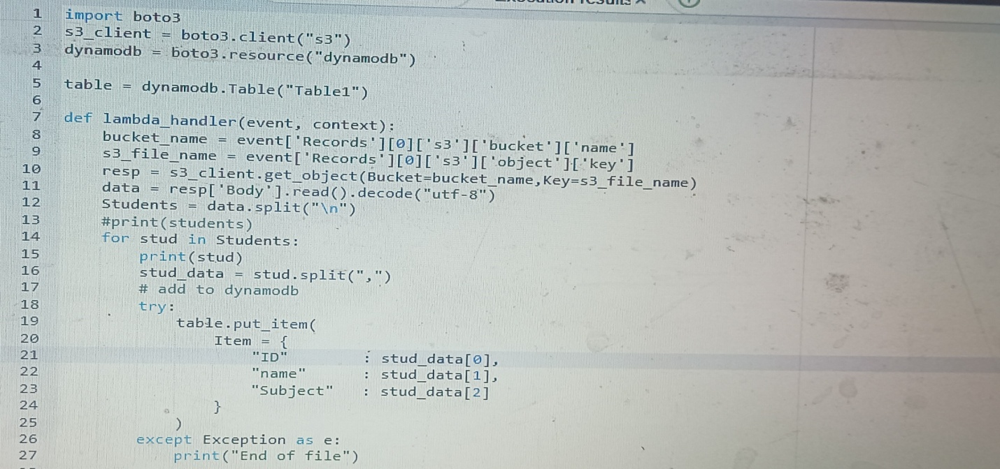 1 import boto3
2 s3_client = boto3.client("s3")
3 dynamodb = boto3.resource("dynamodb")
4
5 table = dynamodb.Table("Table1")
6
7 def lambda_handler(event, context):
8     bucket_name = event['Records'][0]['s3']['bucket']['name']
9     s3_file_name = event['Records'][0]['s3']['object']['key']
10     resp = s3_client.get_object(Bucket=bucket_name,Key=s3_file_name)
11     data = resp['Body'].read().decode("utf-8")
12     Students = data.split("\n")
13     #print(students)
14     for stud in Students:
15         print(stud)
16         stud_data = stud.split(",")
17         # add to dynamodb
18         try:
19             table.put_item(
20                 Item = {
21                     "ID"        : stud_data[0],
22                     "name"      : stud_data[1],
23                     "Subject"   : stud_data[2]
24                 }
25             )
26         except Exception as e:
27             print("End of file")